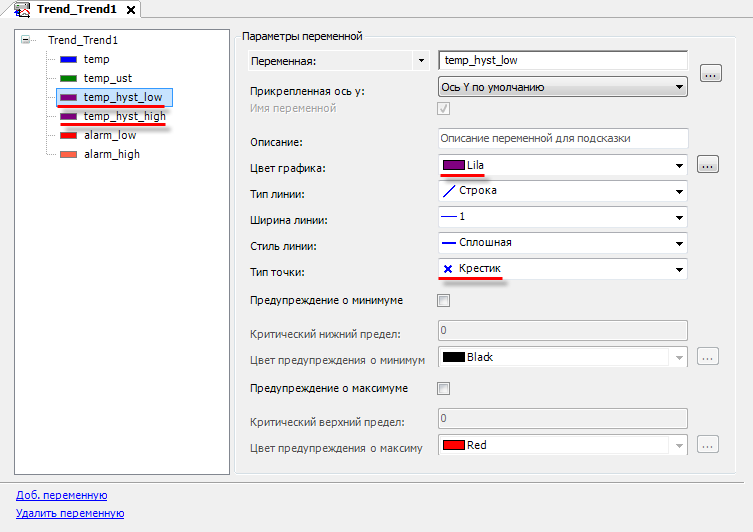 Trend_Trend1
Trend_Trend1
temp
temp_ust
temp_hyst_low
temp_hyst_high
alarm_low
alarm_high
Параметры переменной
Переменная: temp_hyst_low
...
Прикрепленная ось y: Ось Y по умолчанию
Имя переменной
Описание: Описание переменной для подсказки
Цвет графика: Lila ...
Тип линии: Строка
Ширина линии: 1
Стиль линии: Сплошная
Тип точки: Крестик
Предупреждение о минимуме
Критический нижний предел: 0
Цвет предупреждения о миним​ум Black ...
Предупреждение о максимуме
Критический верхний предел: 0
Цвет предупреждения о максиму Red ...
Доб. переменную
Удалить переменную